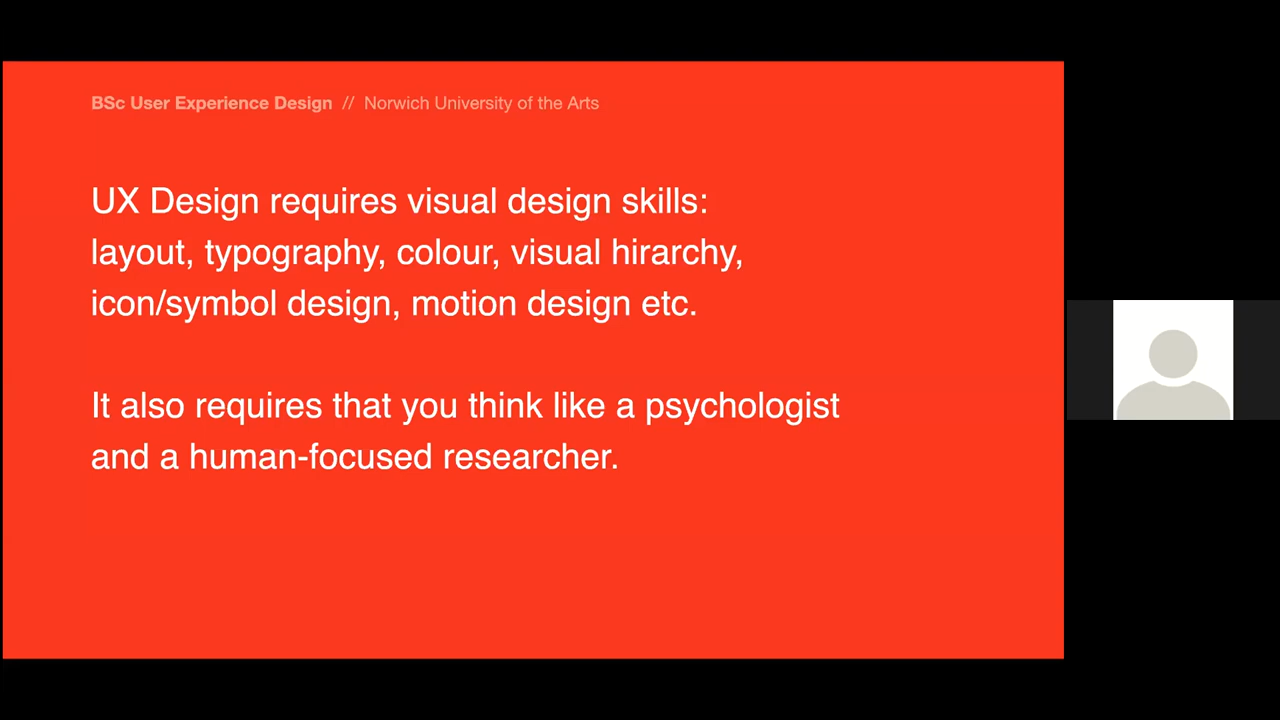 BSc User Experience Design // Norwich University of the Arts
UX Design requires visual design skills:
layout, typography, colour, visual hirarchy,
icon/symbol design, motion design etc.
It also requires that you think like a psychologist
and a human-focused researcher.